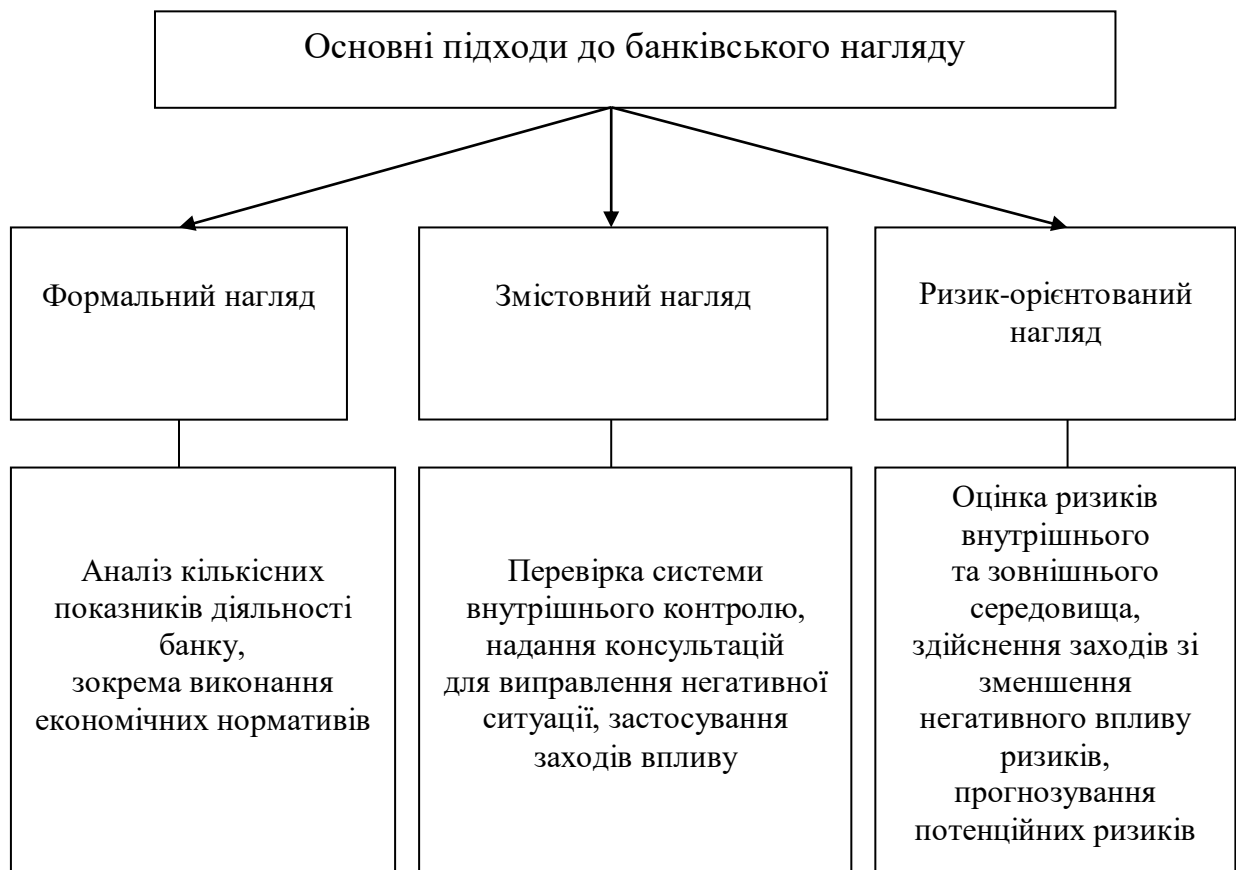 Основні підходи до банківського нагляду
Формальний нагляд
Змістовний нагляд
Ризик-орієнтований
нагляд
Аналіз кількісних
показників діяльності
банку,
зокрема виконання
економічних нормативів
Перевірка системи
внутрішнього контролю,
надання консультацій
для виправлення негативної
ситуації, застосування
заходів впливу
Оцінка ризиків
внутрішнього
та зовнішнього
середовища,
здійснення заходів зі
зменшення
негативного впливу
ризиків,
прогнозування
потенційних ризиків